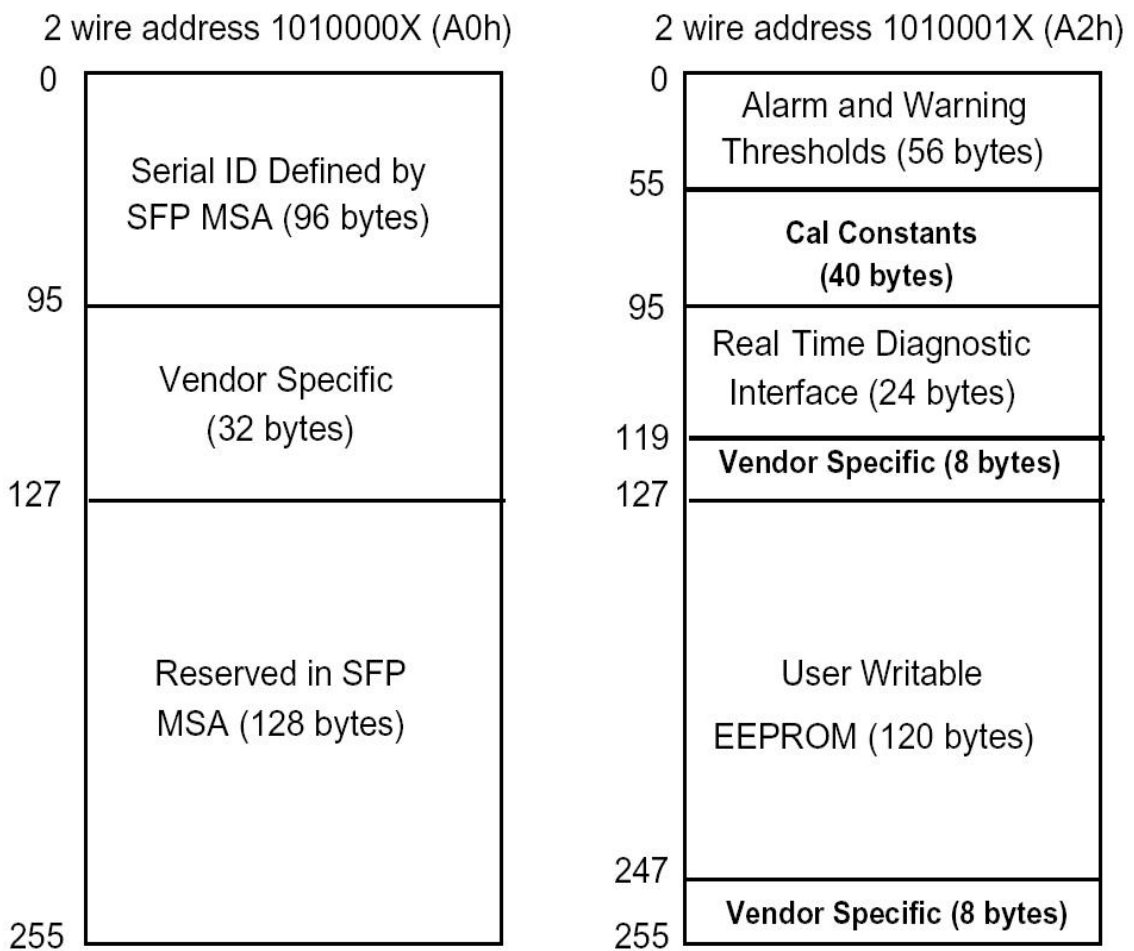 2 wire address 1010000X (A0h)
0
Serial ID Defined by
SFP MSA (96 bytes)
95
Vendor Specific
(32 bytes)
127
Reserved in SFP
MSA (128 bytes)
255
2 wire address 1010001X (A2h)
0
Alarm and Warning
Thresholds (56 bytes)
55
Cal Constants
(40 bytes)
95
Real Time Diagnostic
Interface (24 bytes)
119
Vendor Specific (8 bytes)
127
User Writable
EEPROM (120 bytes)
247
Vendor Specific (8 bytes)
255